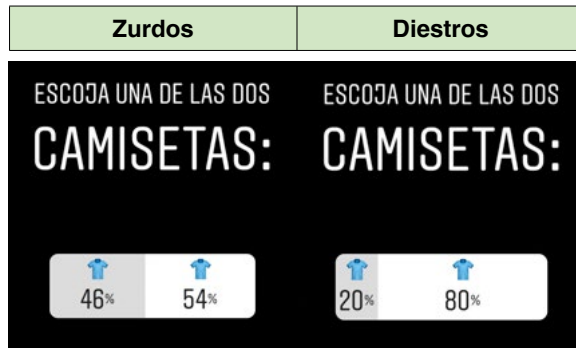 Zurdos Diestros
ESCOJA UNA DE LAS DOS
CAMISETAS:
46% 54%
ESCOJA UNA DE LAS DOS
CAMISETAS:
20% 80%